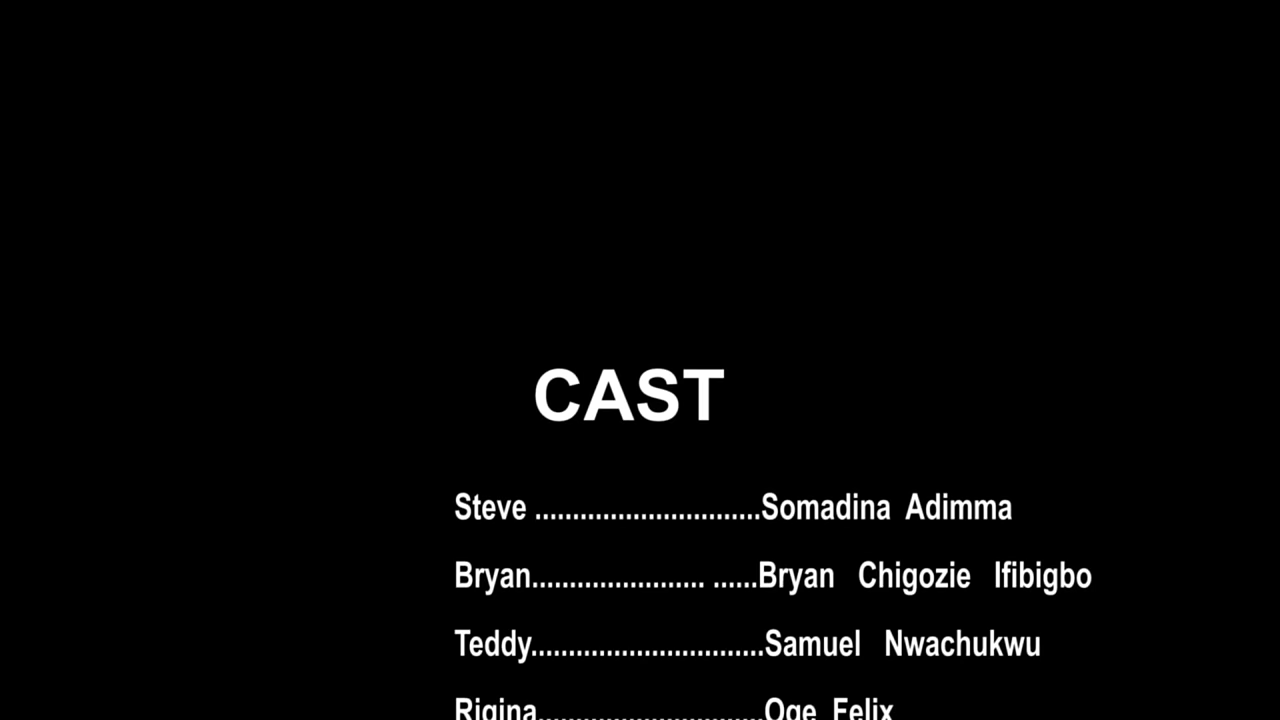 CAST
Steve ..............................Somadina Adimma
Bryan....................... ......Bryan Chigozie Ifibigbo
Teddy...............................Samuel Nwachukwu
Rigina..............................Oge Felix